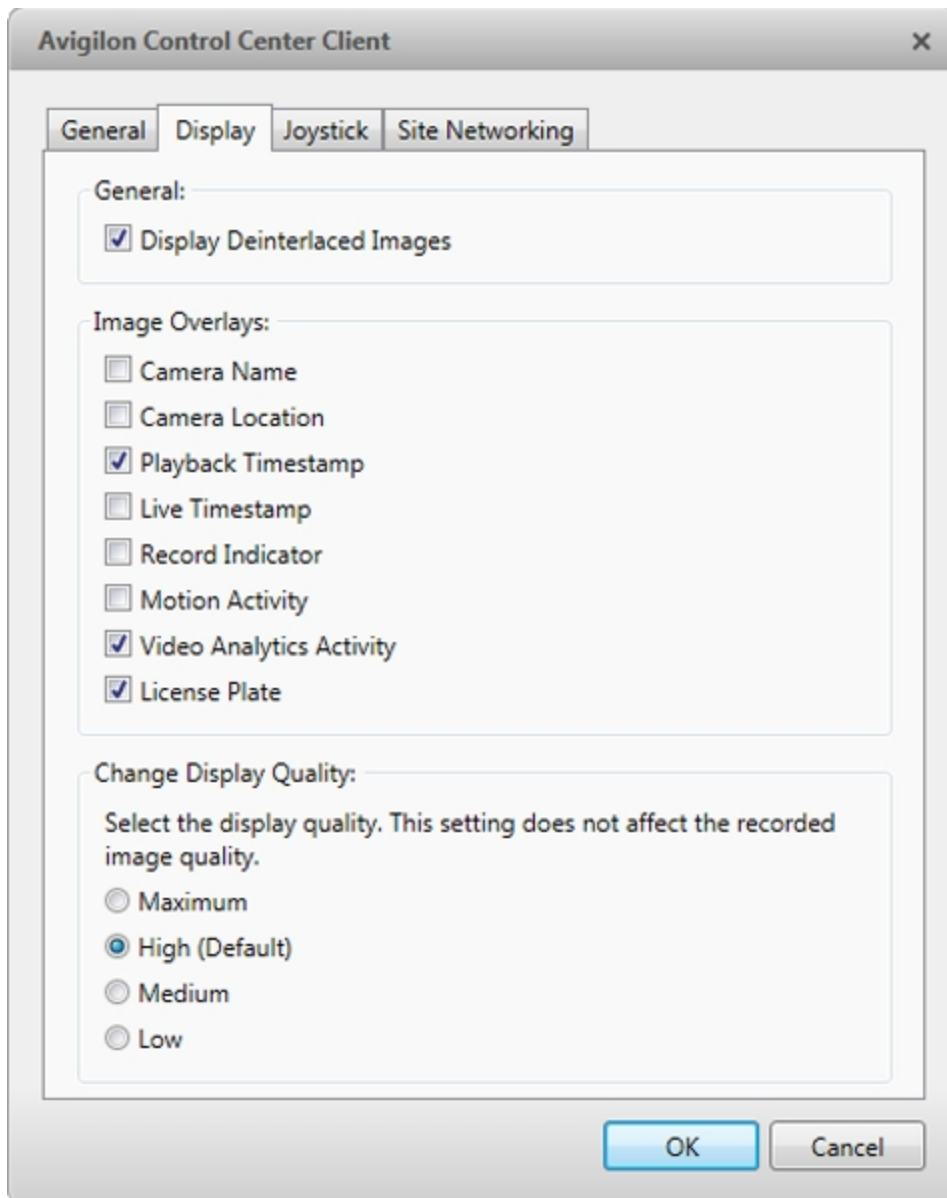 Avigilon Control Center Client
General Display Joystick Site Networking
General:
Display Deinterlaced Images
Image Overlays:
Camera Name
Camera Location
Playback Timestamp
Live Timestamp
Record Indicator
Motion Activity
Video Analytics Activity
License Plate
Change Display Quality:
Select the display quality. This setting does not affect the recorded
image quality.
Maximum
High (Default)
Medium
Low
OK Cancel